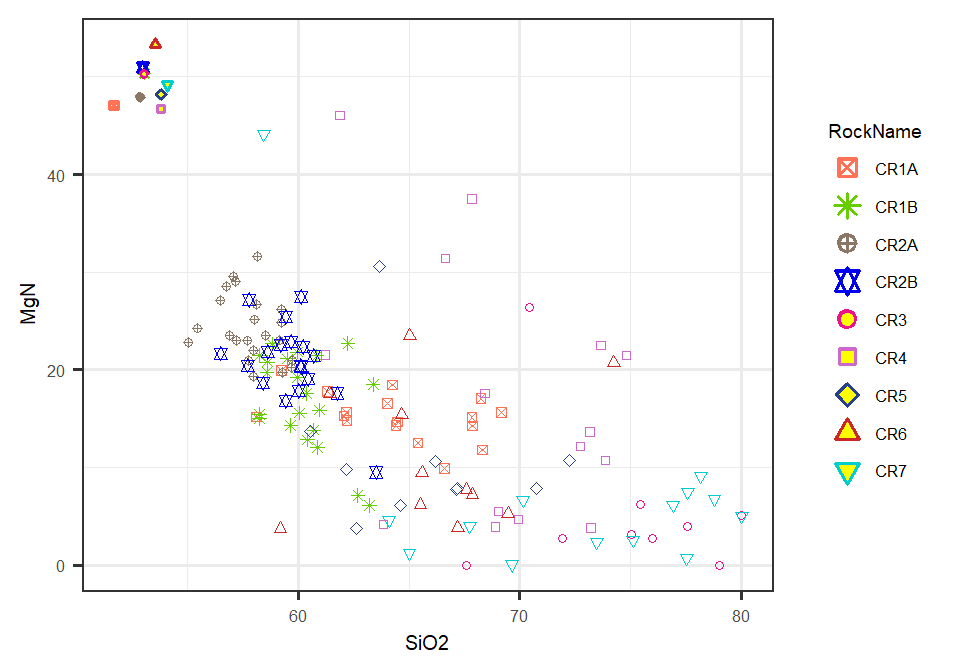 MgN
40
20
0
60
70
80
SiO2
RockName
CR1A
CR1B
CR2A
CR2B
CR3
CR4
CR5
CR6
CR7